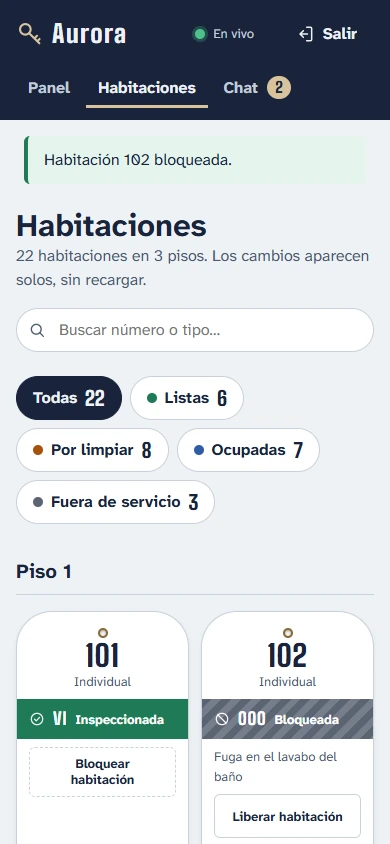 Aurora
En vivo
Salir
Panel
Habitaciones
Chat 2
Habitación 102 bloqueada.
Habitaciones
22 habitaciones en 3 pisos. Los cambios aparecen
solos, sin recargar.
Buscar número o tipo...
Todas 22
Listas 6
Por limpiar 8
Ocupadas 7
Fuera de servicio 3
Piso 1
101
Individual
VI Inspeccionada
Bloquear
habitación
102
Individual
OOO Bloqueada
Fuga en el lavabo del
baño
Liberar habitación